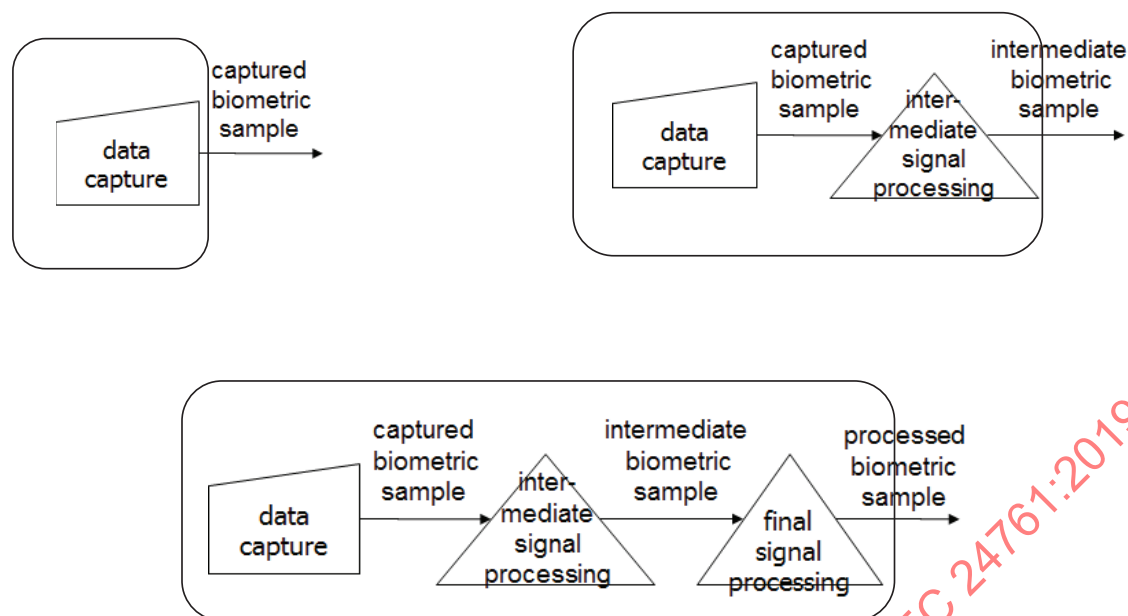 captured
biometric
sample
data
capture
captured
biometric
sample
intermediate
biometric
sample
data
capture
inter-
mediate
signal
processing
captured
biometric
sample
intermediate
biometric
sample
processed
biometric
sample
data
capture
inter-
mediate
signal
processing
final
signal
processing
EC 24761:2019